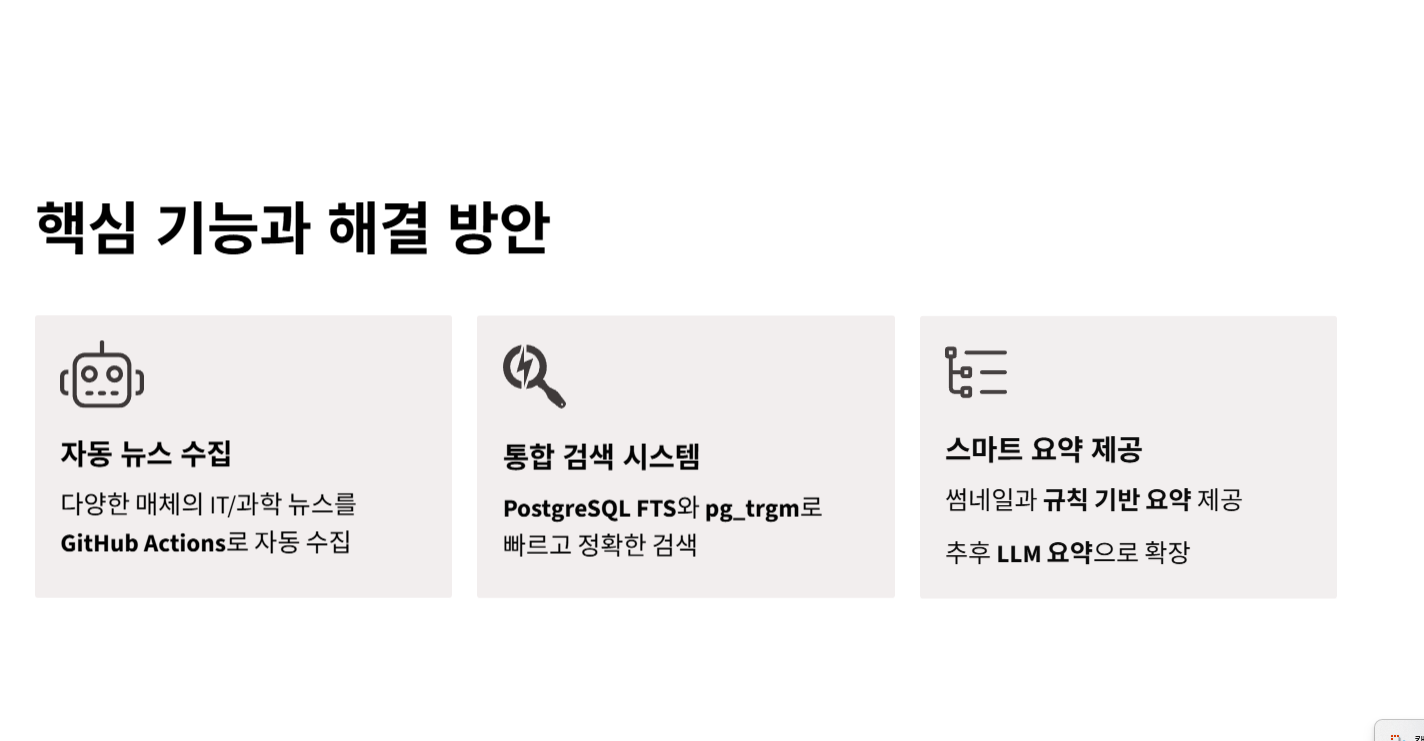 핵심 기능과 해결 방안
자동 뉴스 수집
다양한 매체의 IT/과학 뉴스를
GitHub Actions로 자동 수집
통합 검색 시스템
PostgreSQL FTS와 pg_trgm로
빠르고 정확한 검색
스마트 요약 제공
썸네일과 규칙 기반 요약 제공
추후 LLM 요약으로 확장